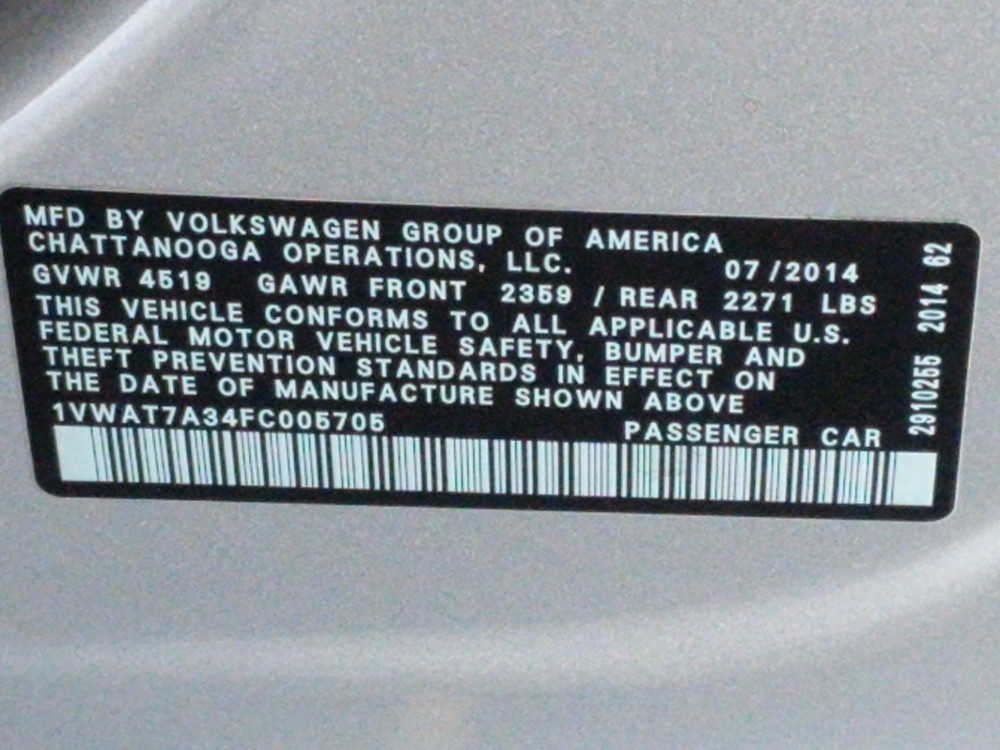 MFD BY VOLKSWAGEN GROUP OF AMERICA
CHATTANOOGA OPERATIONS, LLC.
07/2014
GVWR 4519 GAWR FRONT 2359 / REAR 2271 LBS
THIS VEHICLE CONFORMS TO ALL APPLICABLE U.S.
FEDERAL MOTOR VEHICLE SAFETY, BUMPER AND
THEFT PREVENTION STANDARDS IN EFFECT ON
THE DATE OF MANUFACTURE SHOWN ABOVE
1VWAT7A34FC005705
PASSENGER CAR
2910255 2014 62